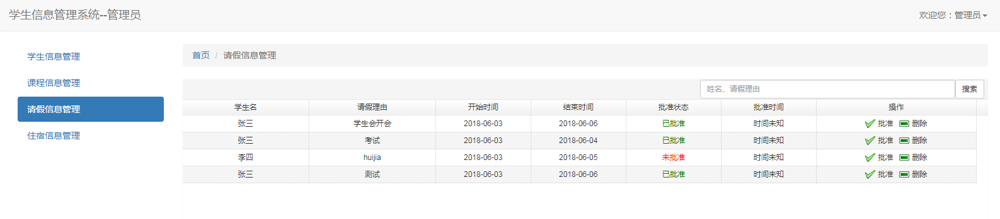 学生信息管理系统--管理员 欢迎您：管理员
学生信息管理
课程信息管理
请假信息管理
住宿信息管理
首页 / 请假信息管理
姓名、请假理由 搜索
学生名 请假理由 开始时间 结束时间 批准状态 批准时间 操作
张三 学生会开会 2018-06-03 2018-06-06 已批准 时间未知 批准 删除
张三 考试 2018-06-03 2018-06-04 已批准 时间未知 批准 删除
李四 huijia 2018-06-03 2018-06-05 未批准 时间未知 批准 删除
张三 测试 2018-06-03 2018-06-06 已批准 时间未知 批准 删除